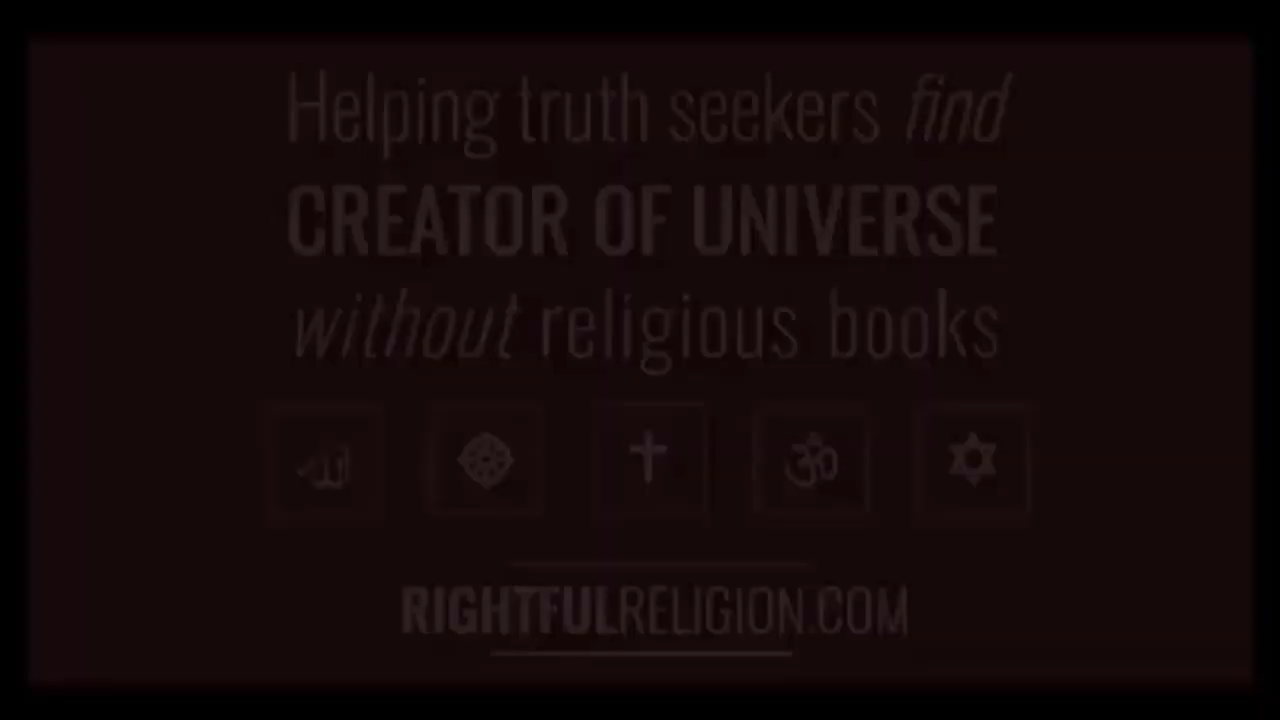 Helping truth seekers find
CREATOR OF UNIVERSE
without religious books
RIGHTFULRELIGION.COM